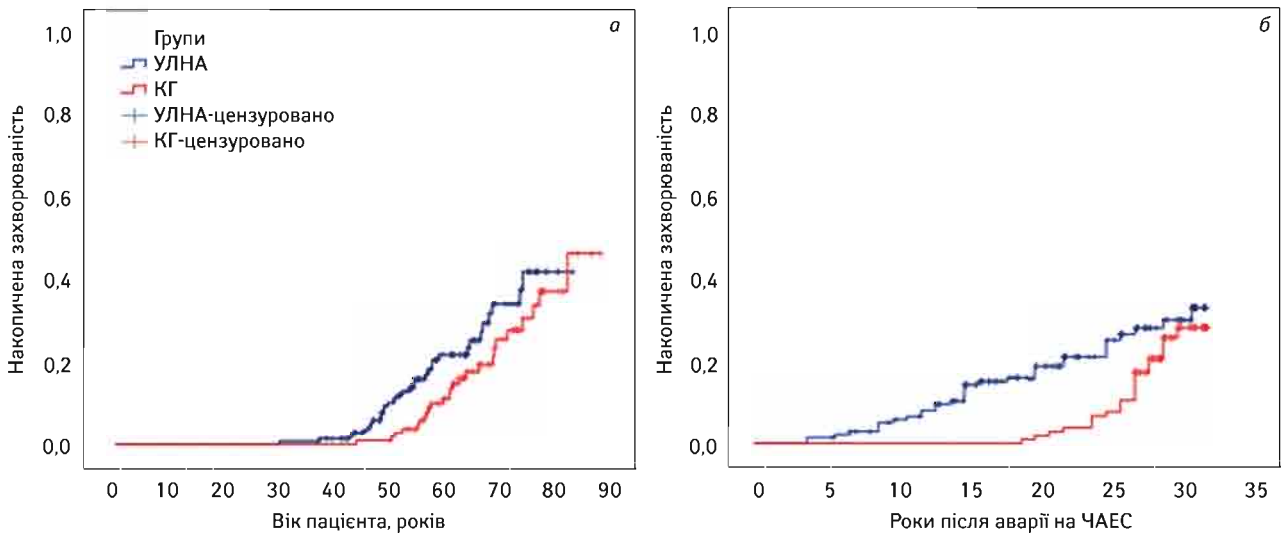 а
Накопичена захворюваність
1,0
0,8
0,6
0,4
0,2
0,0
Групи
УЛНА
КГ
УЛНА-цензуровано
КГ-цензуровано
0 10 20 30 40 50 60 70 80 90
Вік пацієнта, років
б
Накопичена захворюваність
1,0
0,8
0,6
0,4
0,2
0,0
0 5 10 15 20 25 30 35
Роки після аварії на ЧАЕС